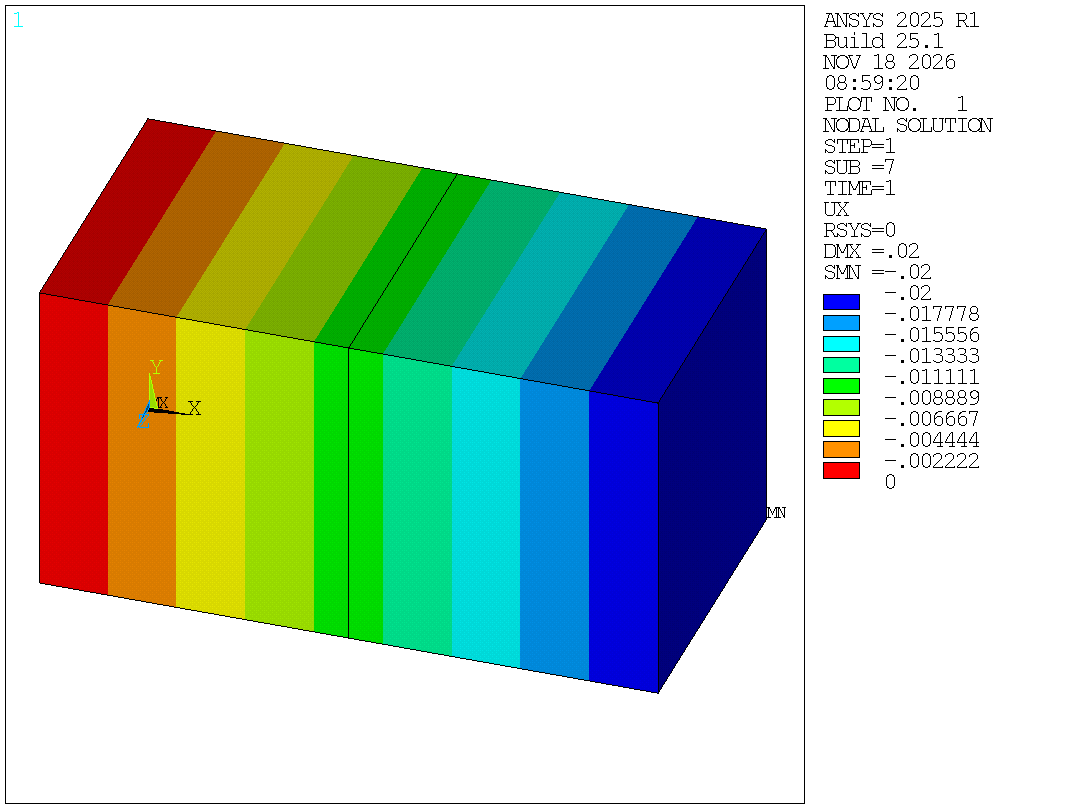 1
ANSYS 2025 R1
Build 25.1
NOV 18 2026
08:59:20
PLOT NO. 1
NODAL SOLUTION
STEP=1
SUB =7
TIME=1
UX
RSYS=0
DMX =.02
SMN =-.02
-.02
-.017778
-.015556
-.013333
-.011111
-.008889
-.006667
-.004444
-.002222
0
Y
MX
X
Z
MN